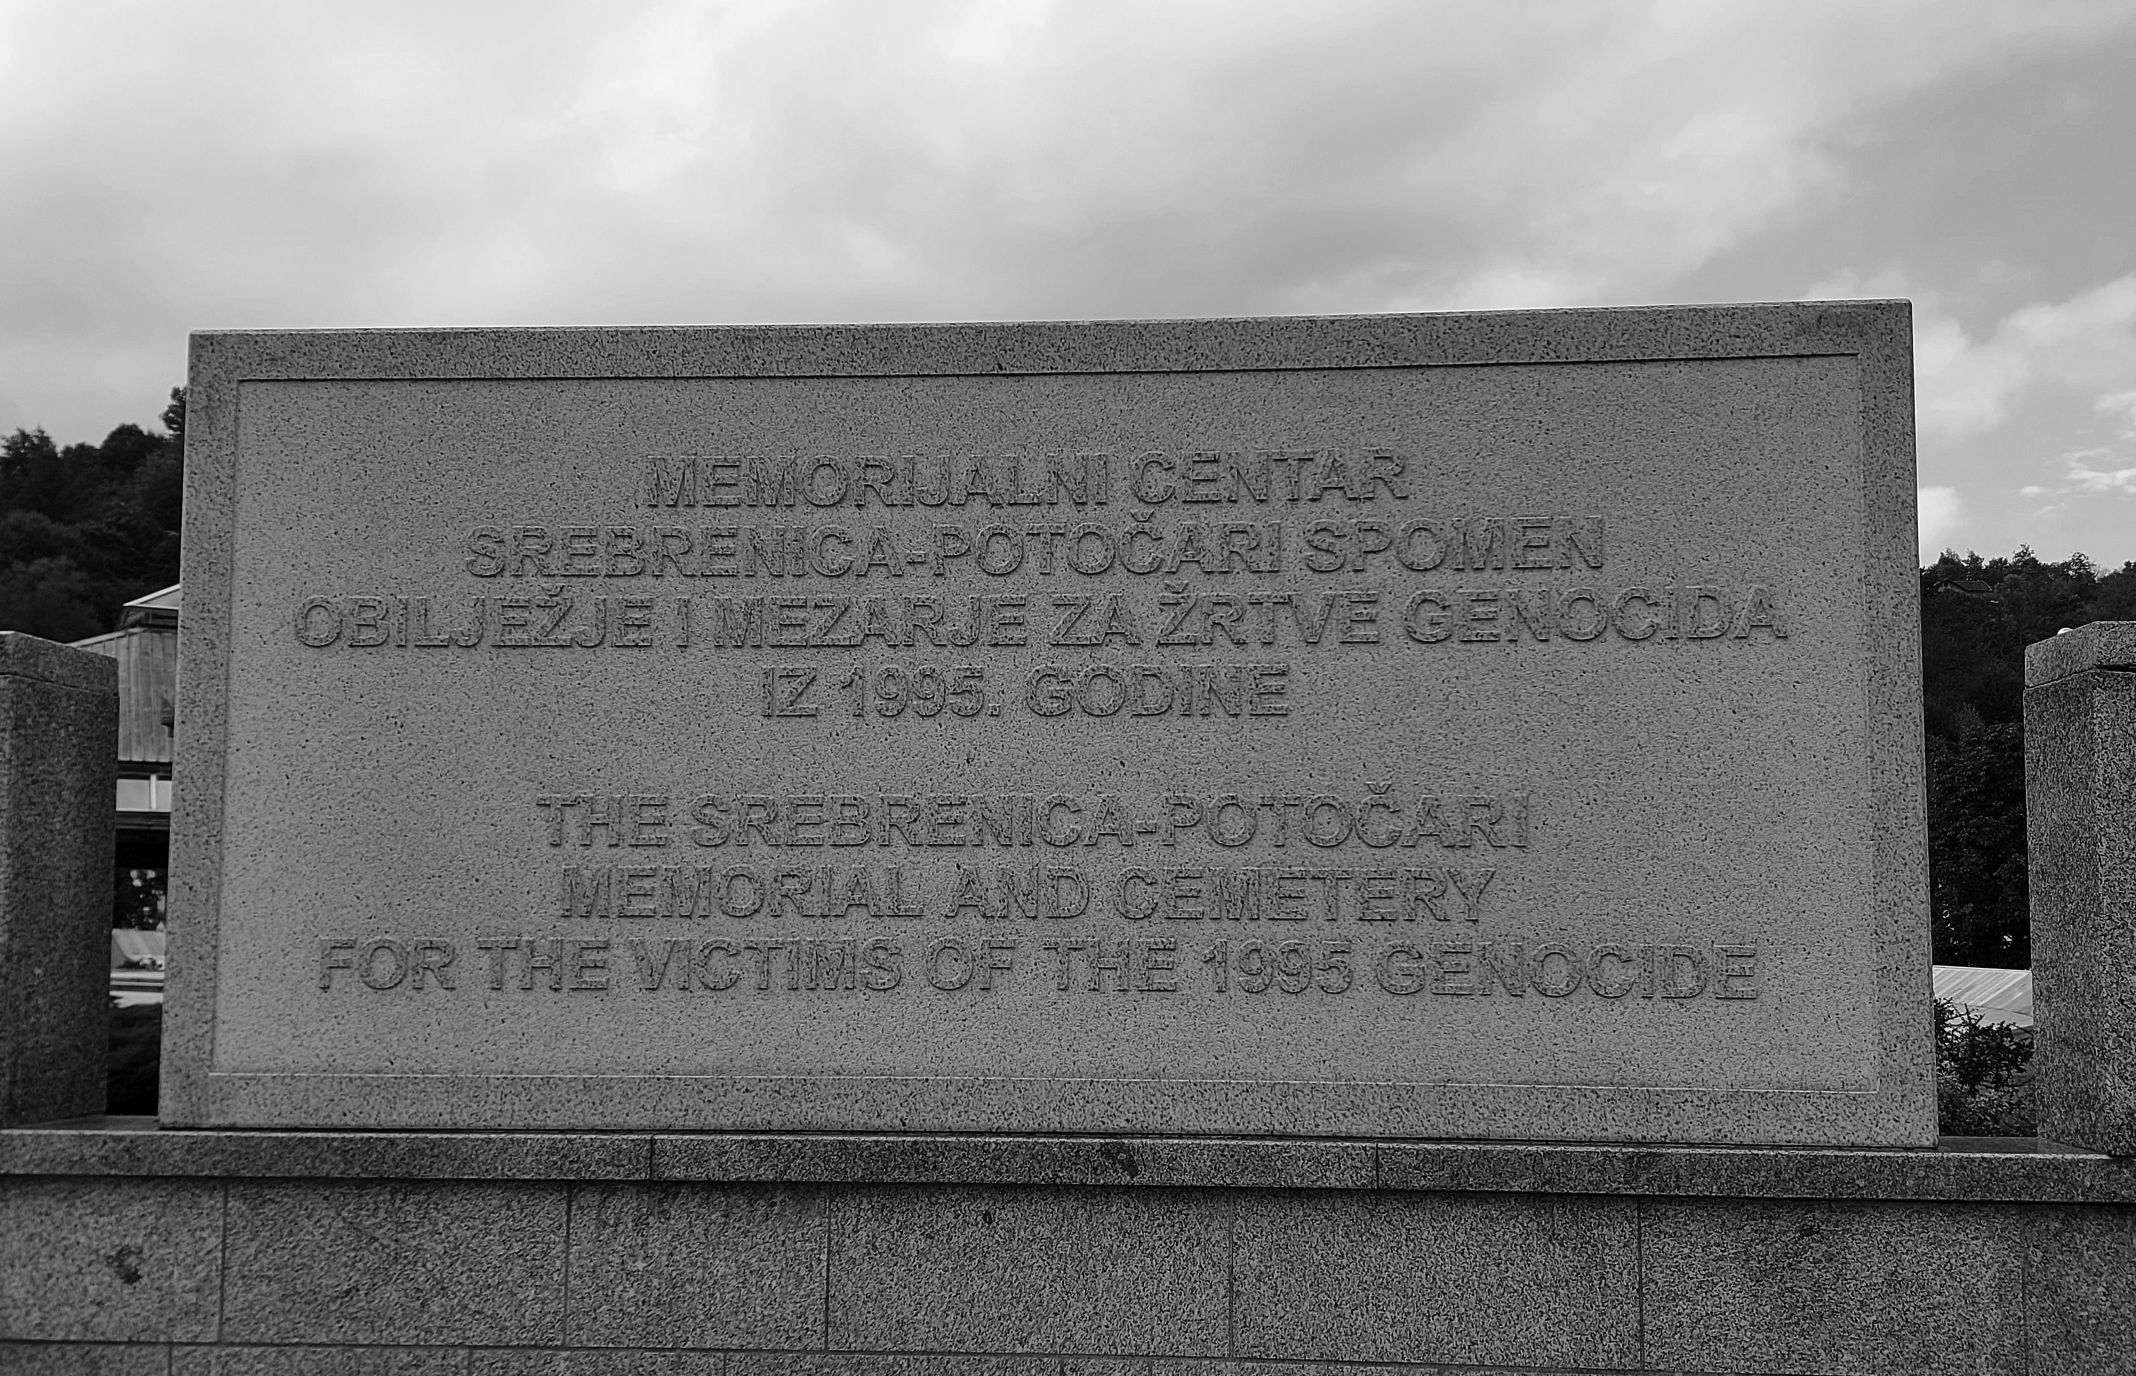 MEMORIJALNI CENTAR
SREBRENICA-POTOČARI SPOMEN
OBILJEŽJE I MEZARJE ZA ŽRTVE GENOCIDA
IZ 1995. GODINE
THE SREBRENICA-POTOČARI
MEMORIAL AND CEMETERY
FOR THE VICTIMS OF THE 1995 GENOCIDE